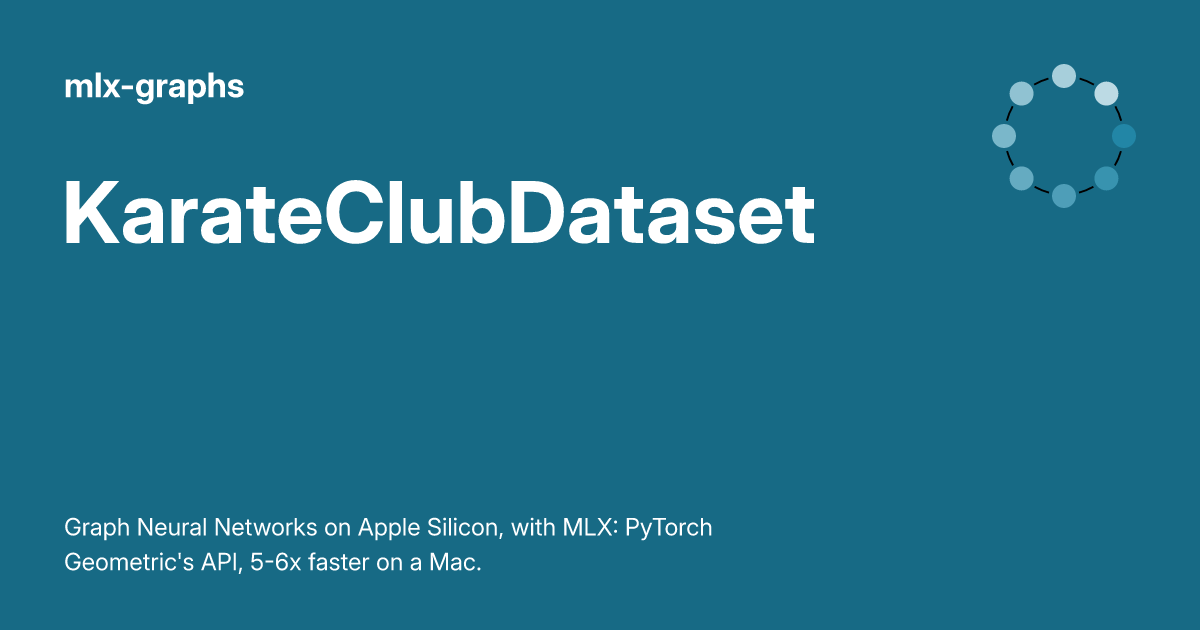 mlx-graphs
KarateClubDataset
Graph Neural Networks on Apple Silicon, with MLX: PyTorch
Geometric's API, 5-6x faster on a Mac.